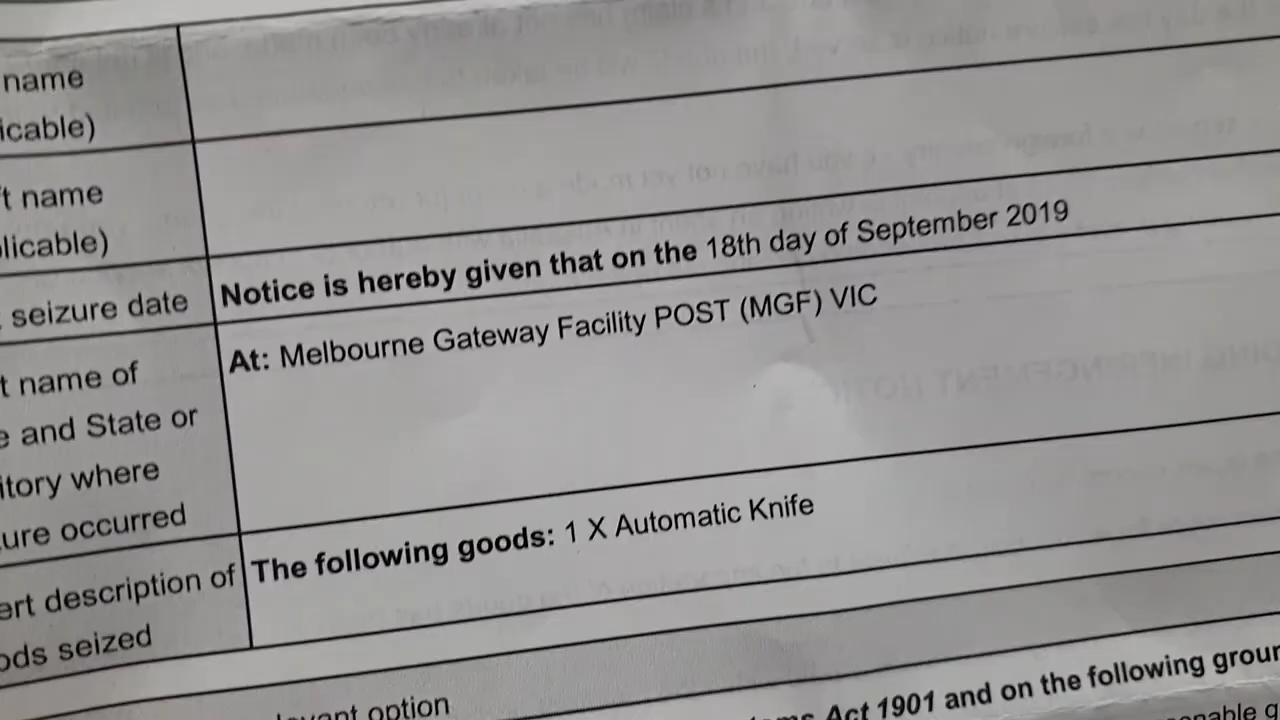 name
icable)
t name
licable)
seizure date
Notice is hereby given that on the 18th day of September 2019
t name of
e and State or
itory where
ure occurred
At: Melbourne Gateway Facility POST (MGF) VIC
ert description of
ods seized
The following goods: 1 X Automatic Knife
evant option
Act 1901 and on the following groun